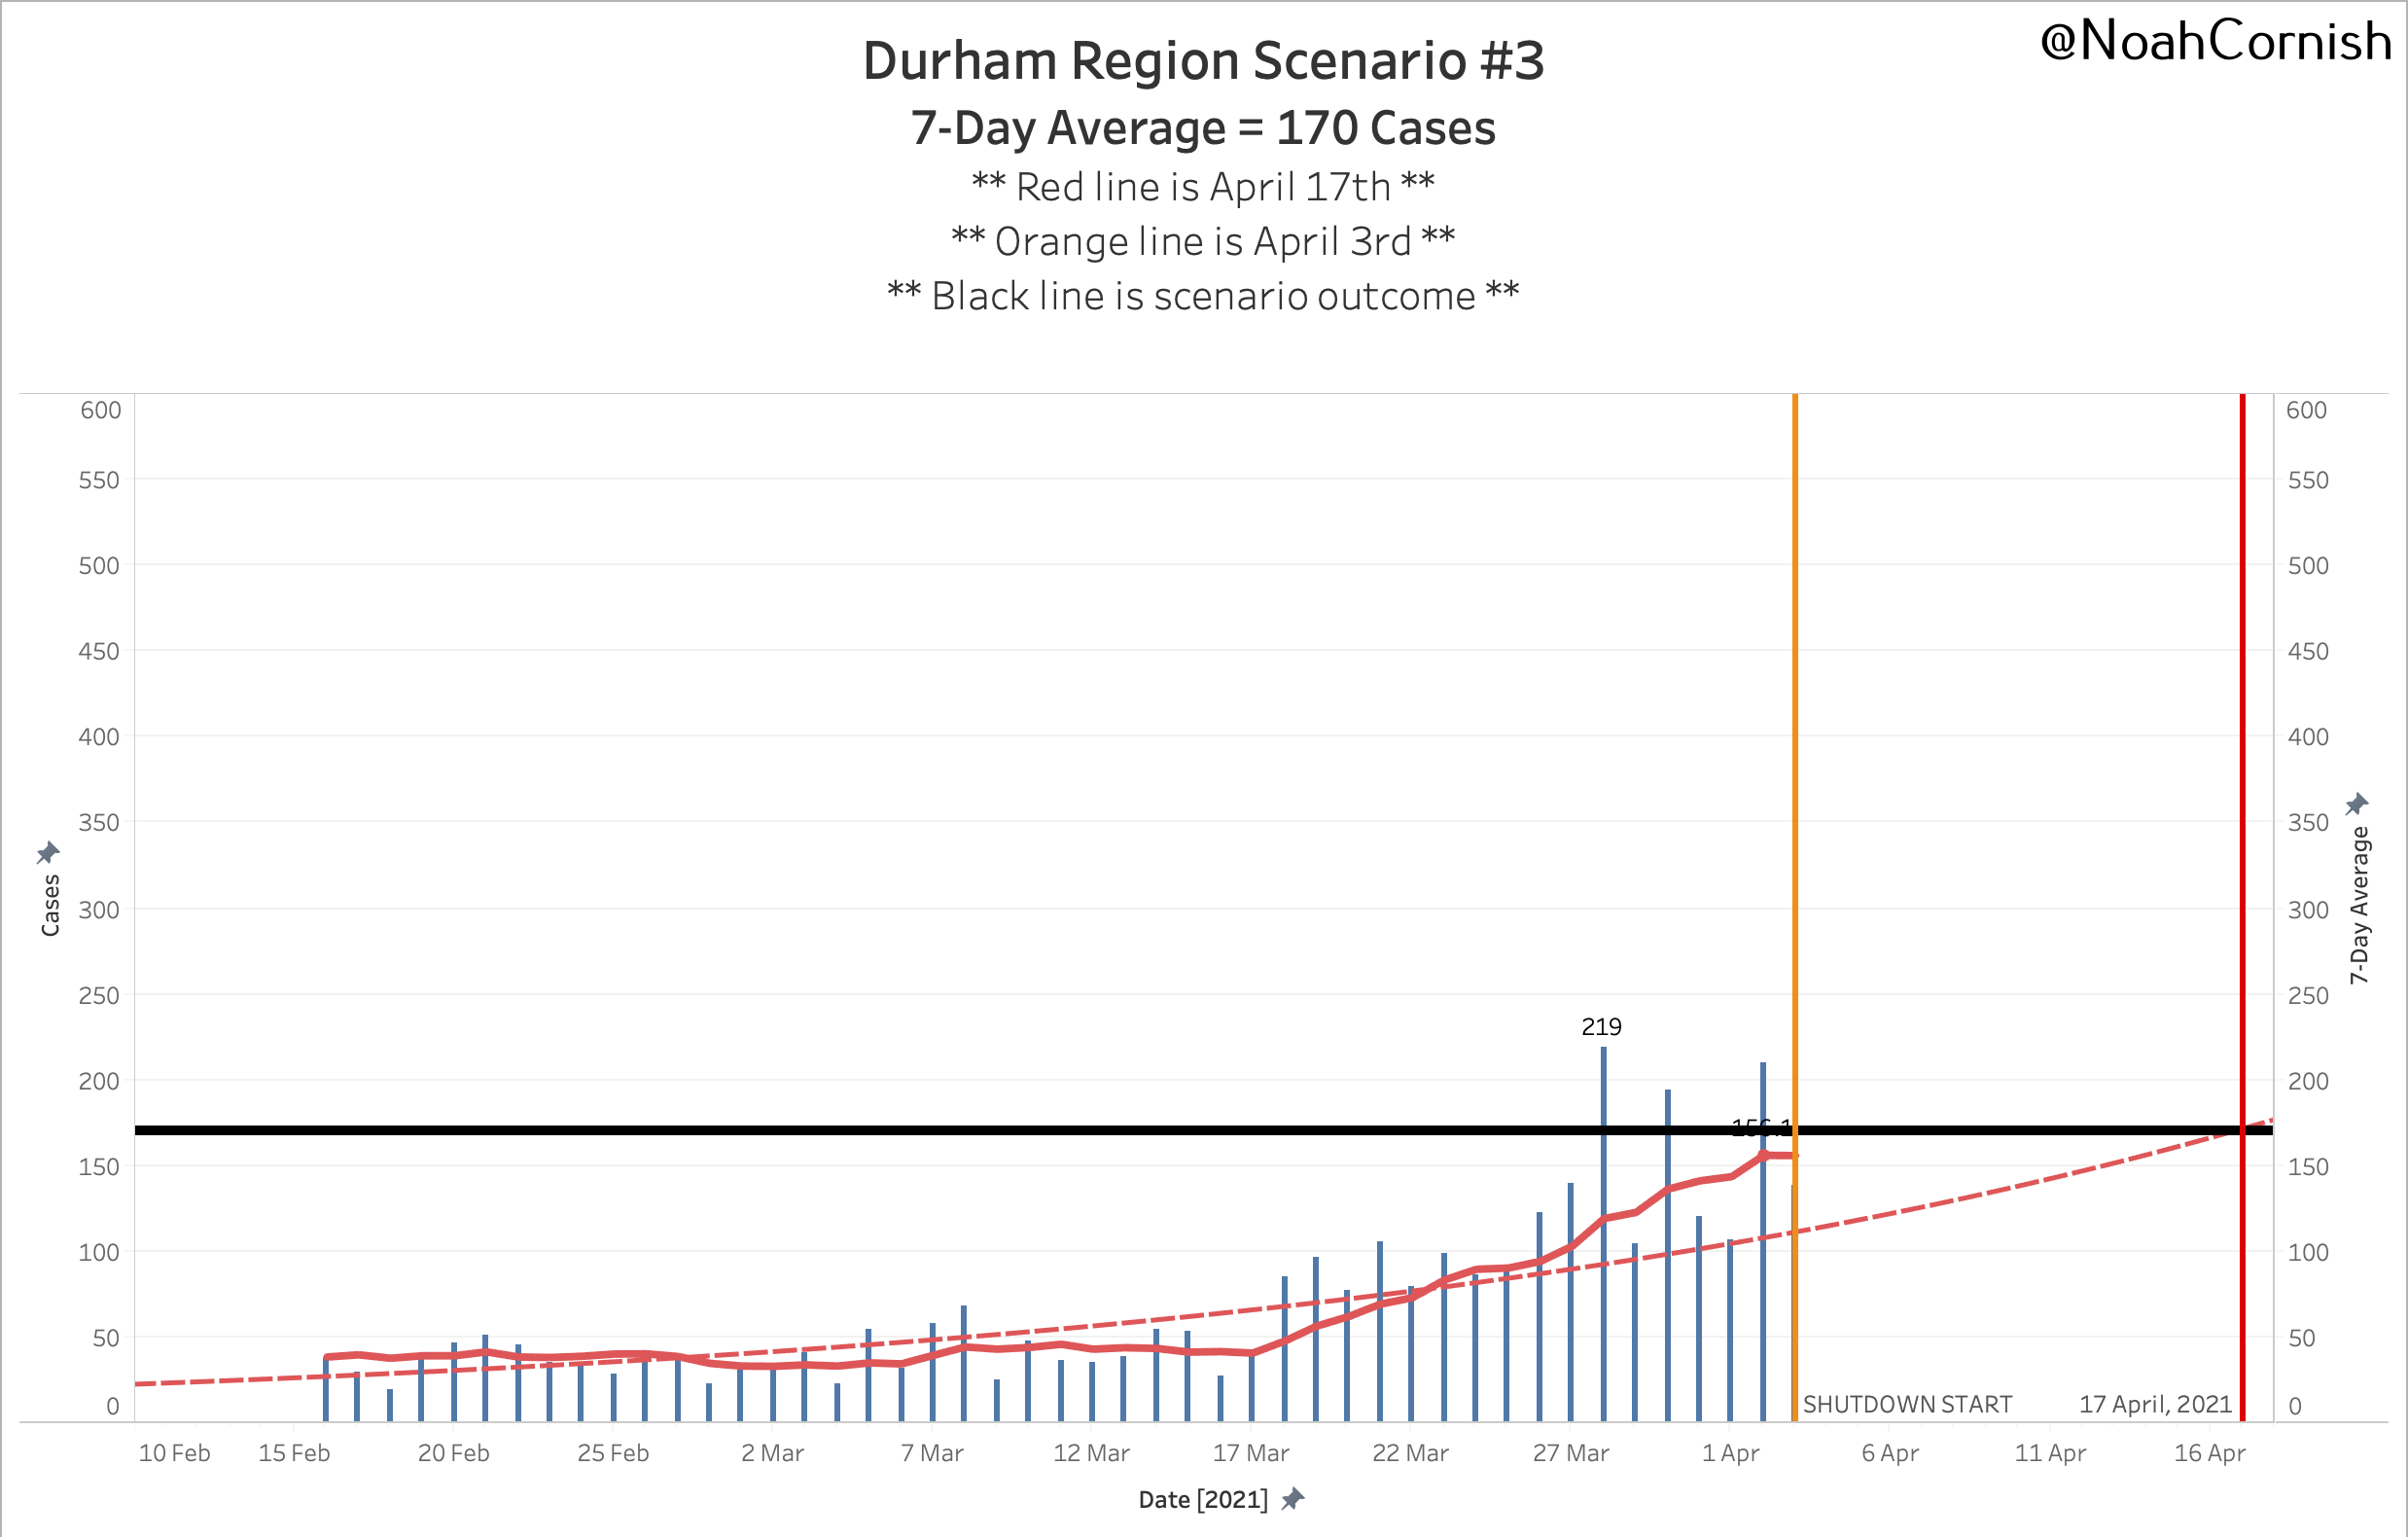 @NoahCornish
Durham Region Scenario #3
7-Day Average = 170 Cases
** Red line is April 17th **
** Orange line is April 3rd **
** Black line is scenario outcome **
600
550
500
450
400
350
300
250
200
150
100
50
0
Cases
219
156.1
SHUTDOWN START
17 April, 2021
600
550
500
450
400
350
300
250
200
150
100
50
0
7-Day Average
10 Feb
15 Feb
20 Feb
25 Feb
2 Mar
7 Mar
12 Mar
17 Mar
22 Mar
27 Mar
1 Apr
6 Apr
11 Apr
16 Apr
Date [2021]